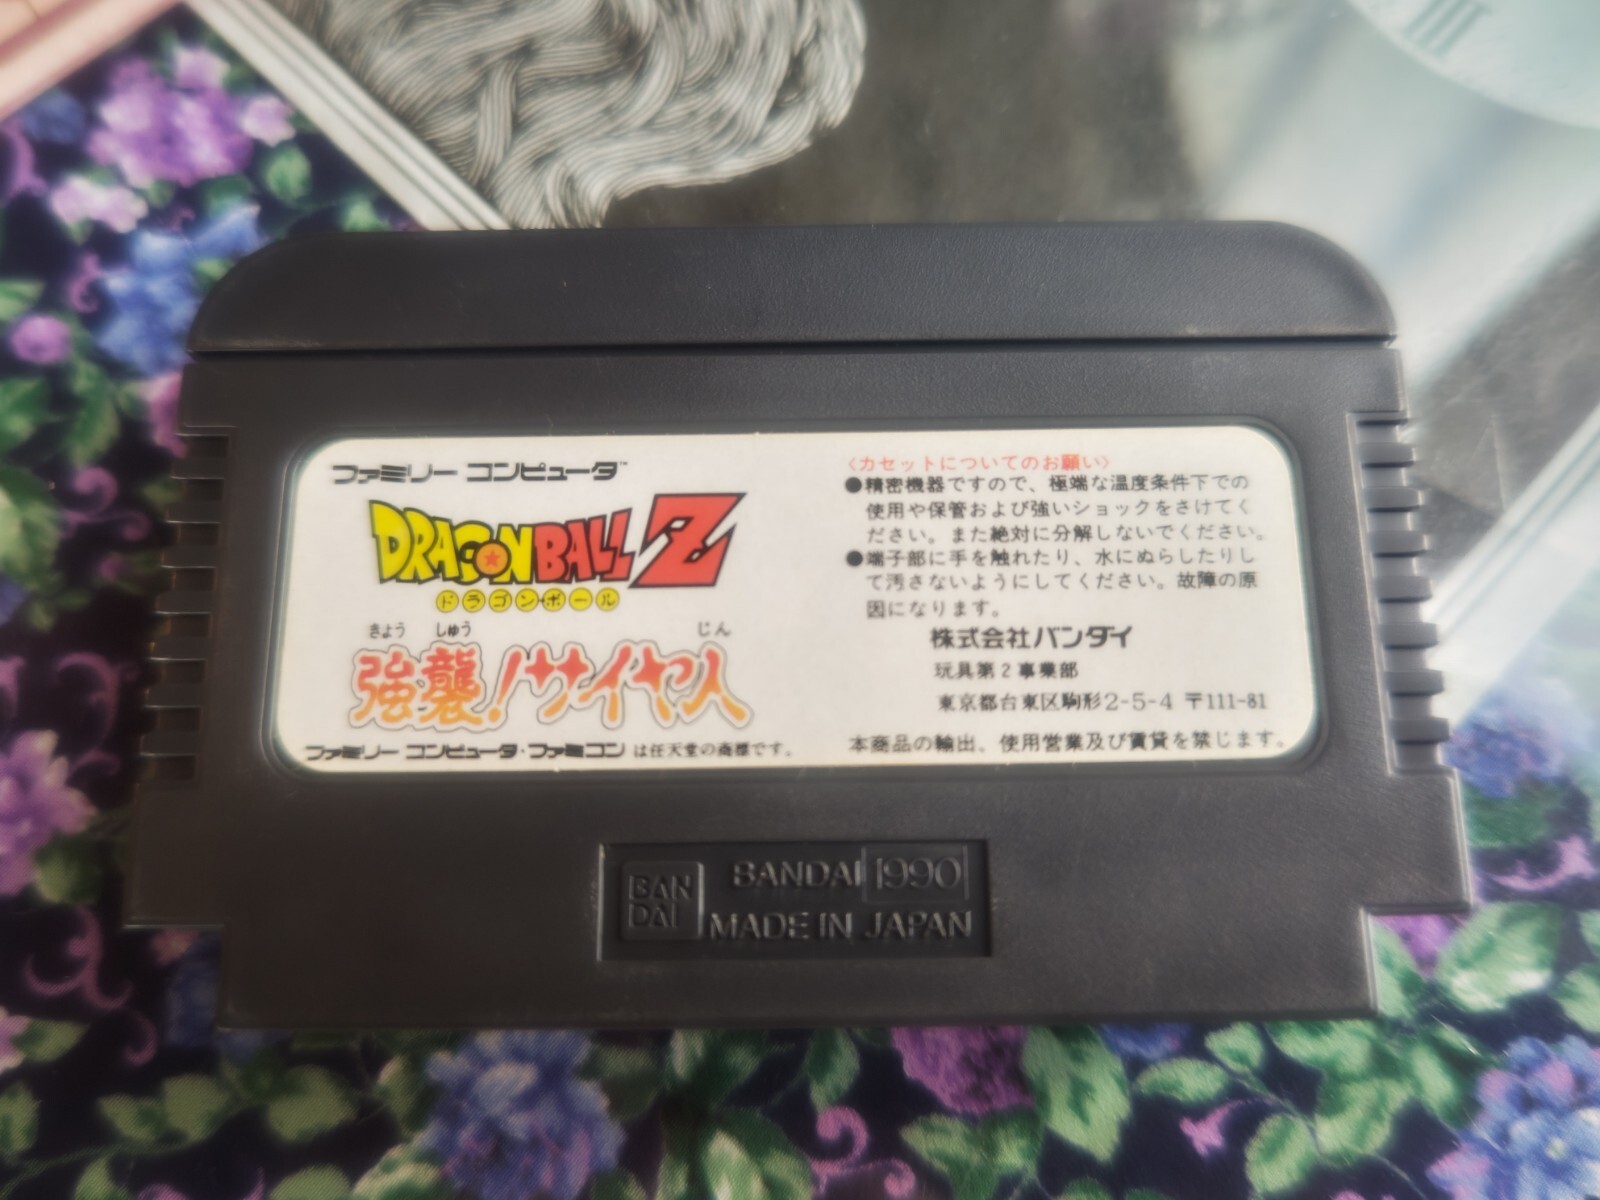 ファミリー コンピュータ™
DRAGON BALL Z
ドラゴンボール
きょう しゅう じん
強襲!サイヤ人
ファミリー コンピュータ・ファミコン は任天堂の商標です。
〈カセットについてのお願い〉
●精密機器ですので、極端な温度条件下での
使用や保管および強いショックをさけてく
ださい。また絶対に分解しないでください。
●端子部に手を触れたり、水にぬらしたりし
て汚さないようにしてください。故障の原
因になります。
株式会社バンダイ
玩具第2事業部
東京都台東区駒形2-5-4 〒111-81
本商品の輸出、使用営業及び賃貸を禁じます。
BAN
DAI
BANDAI 1990
MADE IN JAPAN
III